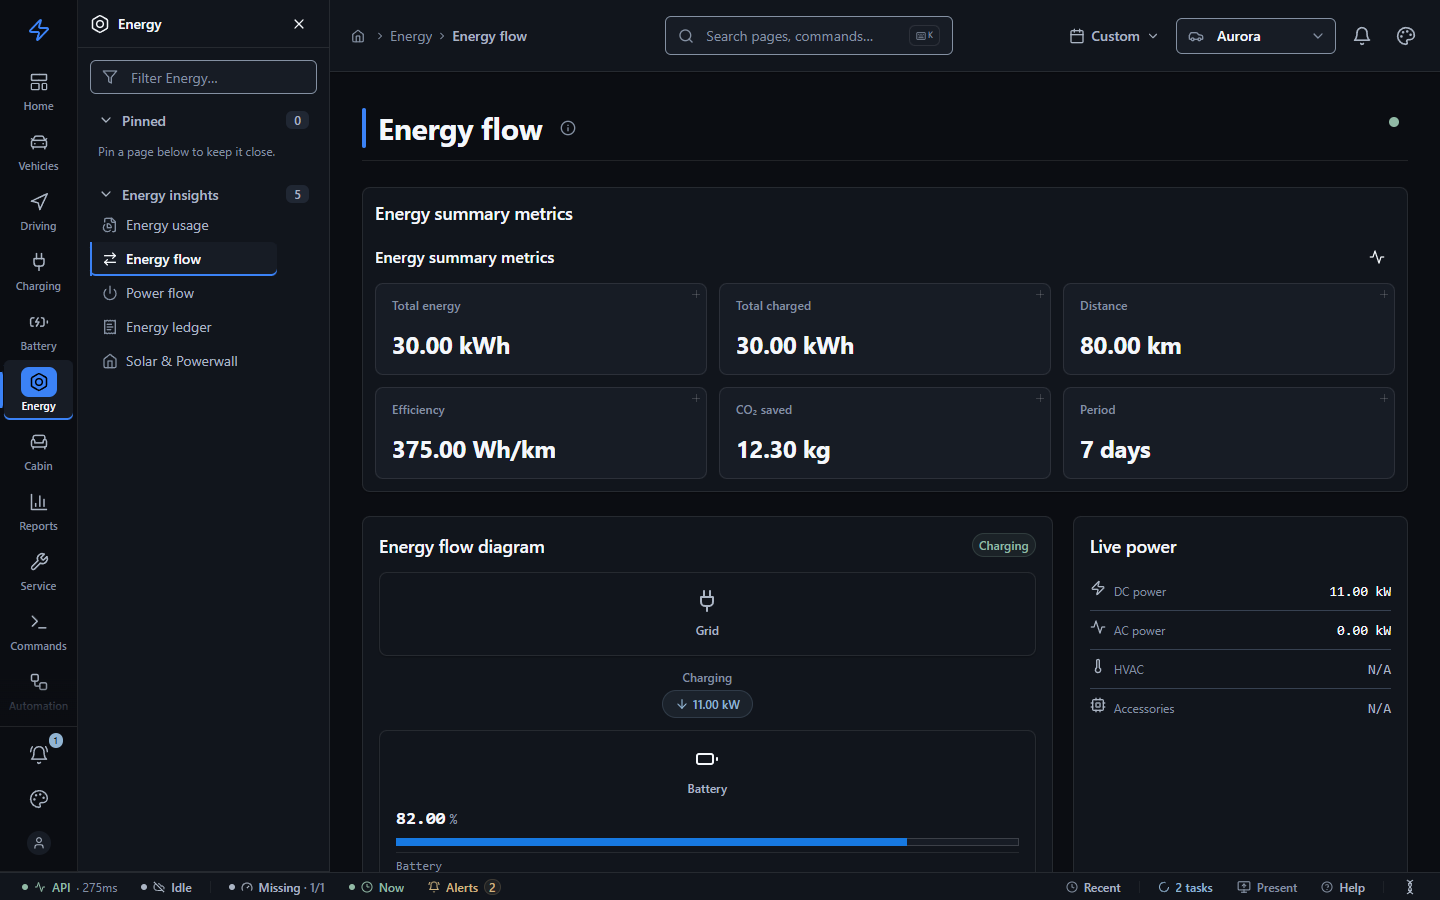 Home
Vehicles
Driving
Charging
Battery
Energy
Cabin
Reports
Service
Commands
Automation
1
Energy
Filter Energy...
Pinned 0
Pin a page below to keep it close.
Energy insights 5
Energy usage
Energy flow
Power flow
Energy ledger
Solar & Powerwall
Energy > Energy flow
Search pages, commands... K
Custom
Aurora
Energy flow
Energy summary metrics
Energy summary metrics
Total energy
30.00 kWh
Total charged
30.00 kWh
Distance
80.00 km
Efficiency
375.00 Wh/km
CO₂ saved
12.30 kg
Period
7 days
Energy flow diagram
Charging
Grid
Charging
↓ 11.00 kW
Battery
82.00 %
Battery
Live power
DC power 11.00 kW
AC power 0.00 kW
HVAC N/A
Accessories N/A
API · 275ms
Idle
Missing · 1/1
Now
Alerts 2
Recent
2 tasks
Present
Help